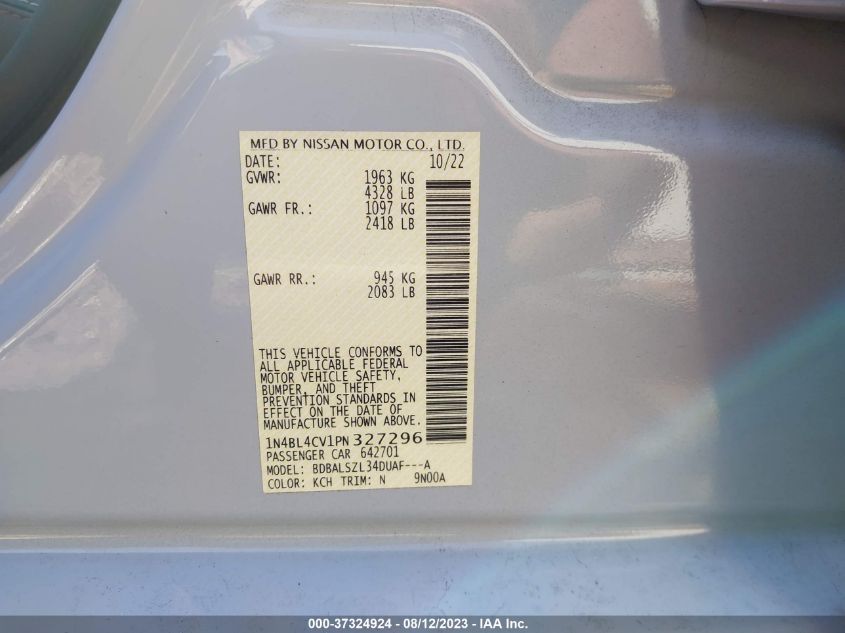 MFD BY NISSAN MOTOR CO., LTD.
DATE: 10/22
GVWR: 1963 KG
4328 LB
GAWR FR.: 1097 KG
2418 LB
GAWR RR.: 945 KG
2083 LB
THIS VEHICLE CONFORMS TO
ALL APPLICABLE FEDERAL
MOTOR VEHICLE SAFETY,
BUMPER, AND THEFT
PREVENTION STANDARDS IN
EFFECT ON THE DATE OF
MANUFACTURE SHOWN ABOVE.
1N4BL4CV1PN 327296
PASSENGER CAR 642701
MODEL: BDBALSZL34DUAF---A
COLOR: KCH TRIM: N 9N00A
000-37324924 - 08/12/2023 - IAA Inc.